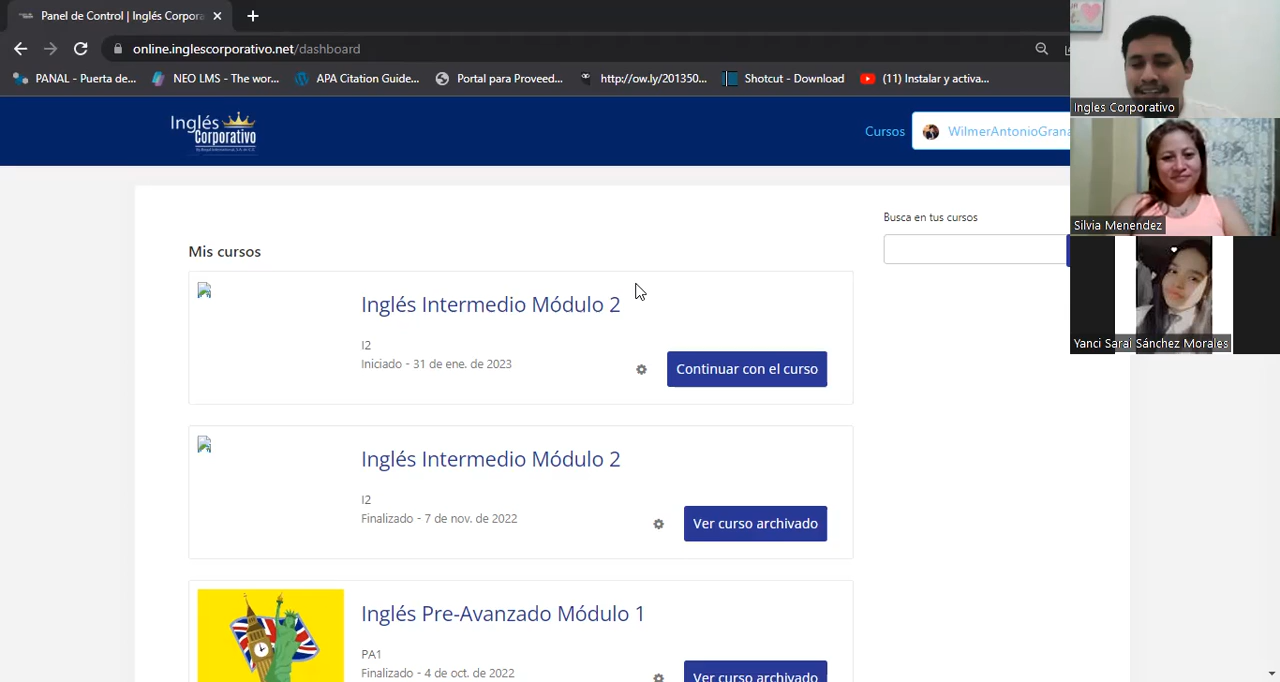 Panel de Control | Inglés Corpora
online.inglescorporativo.net/dashboard
PANAL - Puerta de...
NEO LMS - The wor...
APA Citation Guide...
Portal para Proveed...
http://ow.ly/201350...
Shotcut - Download
(11) Instalar y activa...
Inglés
Corporativo
Cursos
WilmerAntonioGrana
Ingles Corporativo
Silvia Menendez
Yanci Sarai Sánchez Morales
Busca en tus cursos
Mis cursos
Inglés Intermedio Módulo 2
I2
Iniciado - 31 de ene. de 2023
Continuar con el curso
Inglés Intermedio Módulo 2
I2
Finalizado - 7 de nov. de 2022
Ver curso archivado
Inglés Pre-Avanzado Módulo 1
PA1
Finalizado - 4 de oct. de 2022
Ver curso archivado